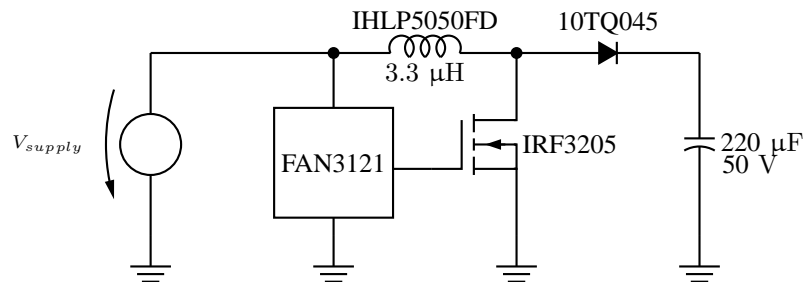 IHLP5050FD
10TQ045
3.3 μH
V_supply
FAN3121
IRF3205
220 μF
50 V